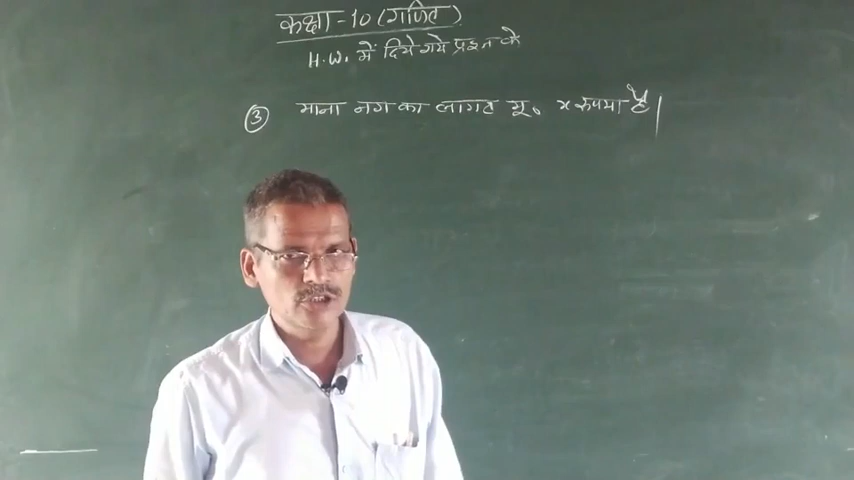 कक्षा-10 (गणित)
H.W. में दिये गये प्रश्न के
③ माना नग का लागत मू. x रुपया है।